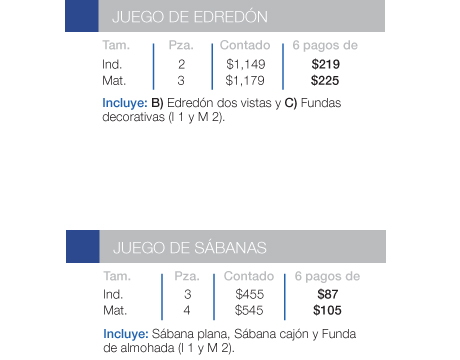 JUEGO DE EDREDÓN
Tam. Pza. Contado 6 pagos de
Ind. 2 $1,149 $219
Mat. 3 $1,179 $225
Incluye: B) Edredón dos vistas y C) Fundas
decorativas (I 1 y M 2).
JUEGO DE SÁBANAS
Tam. Pza. Contado 6 pagos de
Ind. 3 $455 $87
Mat. 4 $545 $105
Incluye: Sábana plana, Sábana cajón y Funda
de almohada (I 1 y M 2).